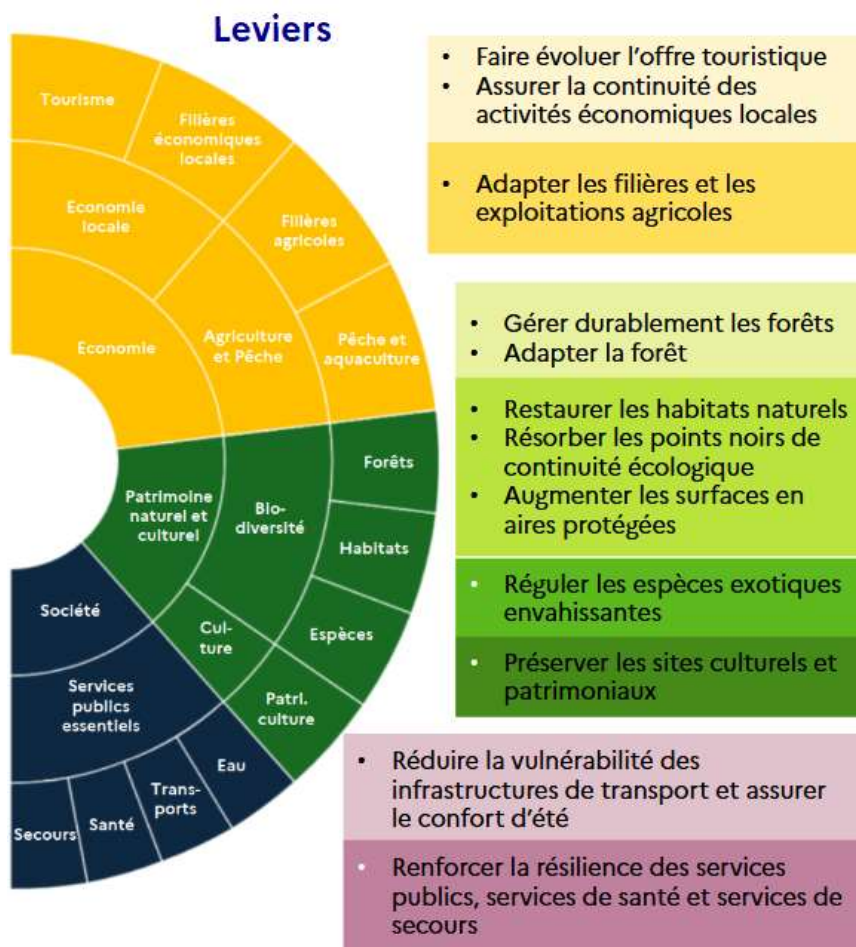 Leviers
Tourisme
Filières
économiques
locales
Economie
locale
Filières
agricoles
Economie
Agriculture
et Pêche
Pêche et
aquaculture
Patrimoine
naturel et
culturel
Bio-
diversité
Forêts
Habitats
Espèces
Cul-
ture
Patri.
culture
Société
Services
publics
essentiels
Eau
Trans-
ports
Santé
Secours
• Faire évoluer l’offre touristique
• Assurer la continuité des
activités économiques locales
• Adapter les filières et les
exploitations agricoles
• Gérer durablement les forêts
• Adapter la forêt
• Restaurer les habitats naturels
• Résorber les points noirs de
continuité écologique
• Augmenter les surfaces en
aires protégées
• Réguler les espèces exotiques
envahissantes
• Préserver les sites culturels et
patrimoniaux
• Réduire la vulnérabilité des
infrastructures de transport et assurer
le confort d’été
• Renforcer la résilience des services
publics, services de santé et services de
secours